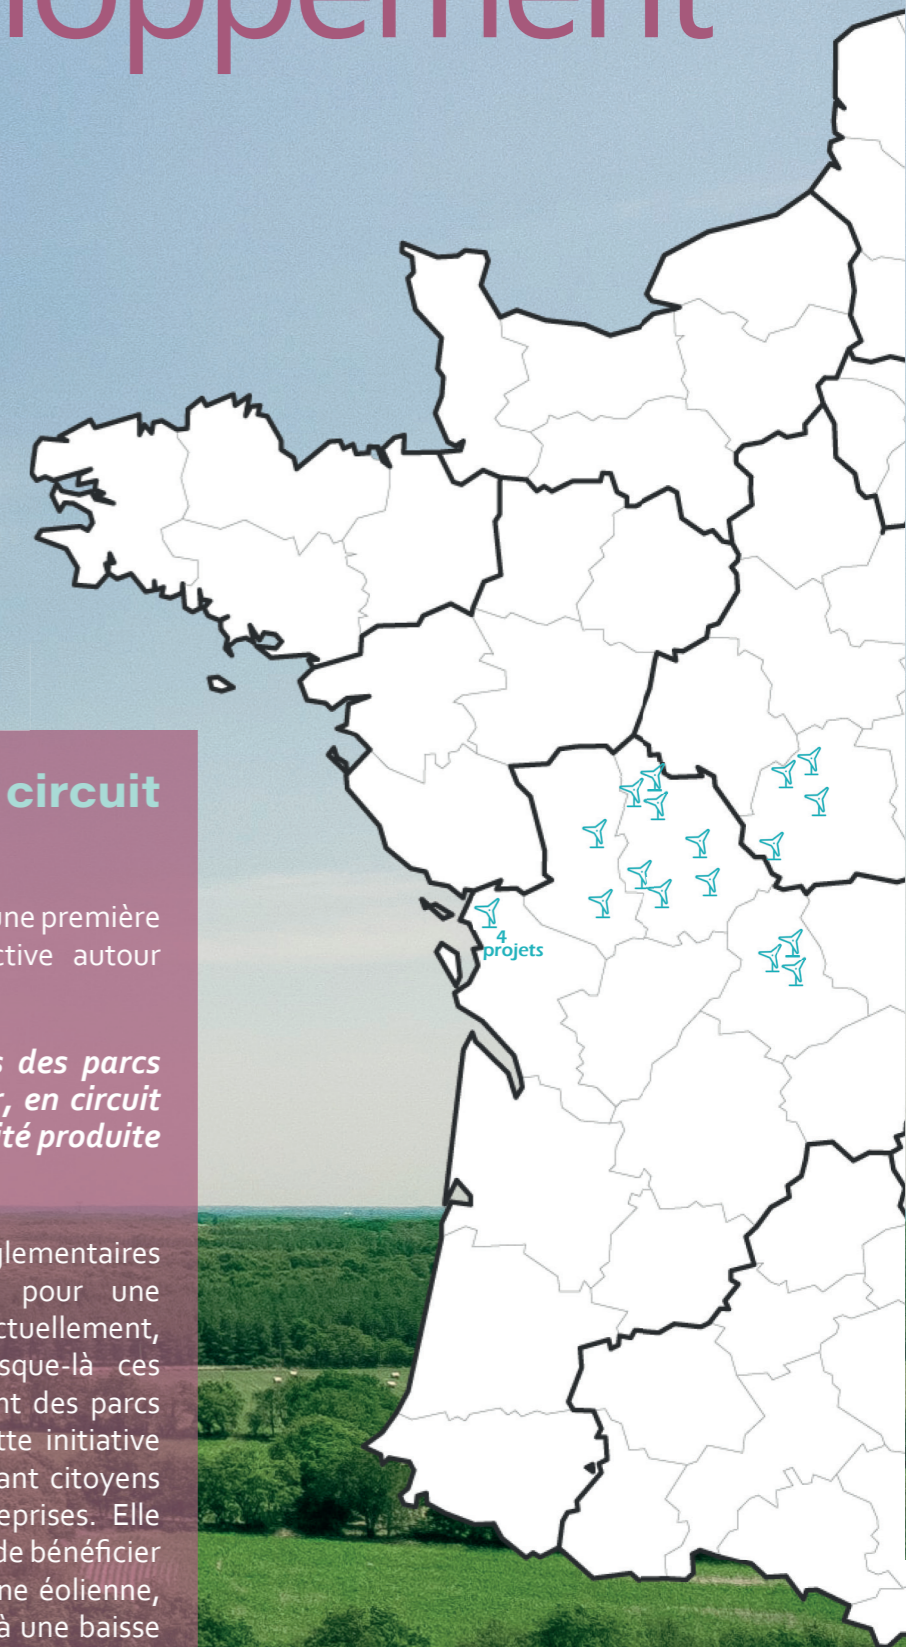 loppement
circuit
une première
ctive autour
s des parcs
r, en circuit
ité produite
glementaires
pour une
ctuellement,
sque-là ces
nt des parcs
tte initiative
ant citoyens
eprises. Elle
de bénéficier
ne éolienne,
à une baisse
4
projets